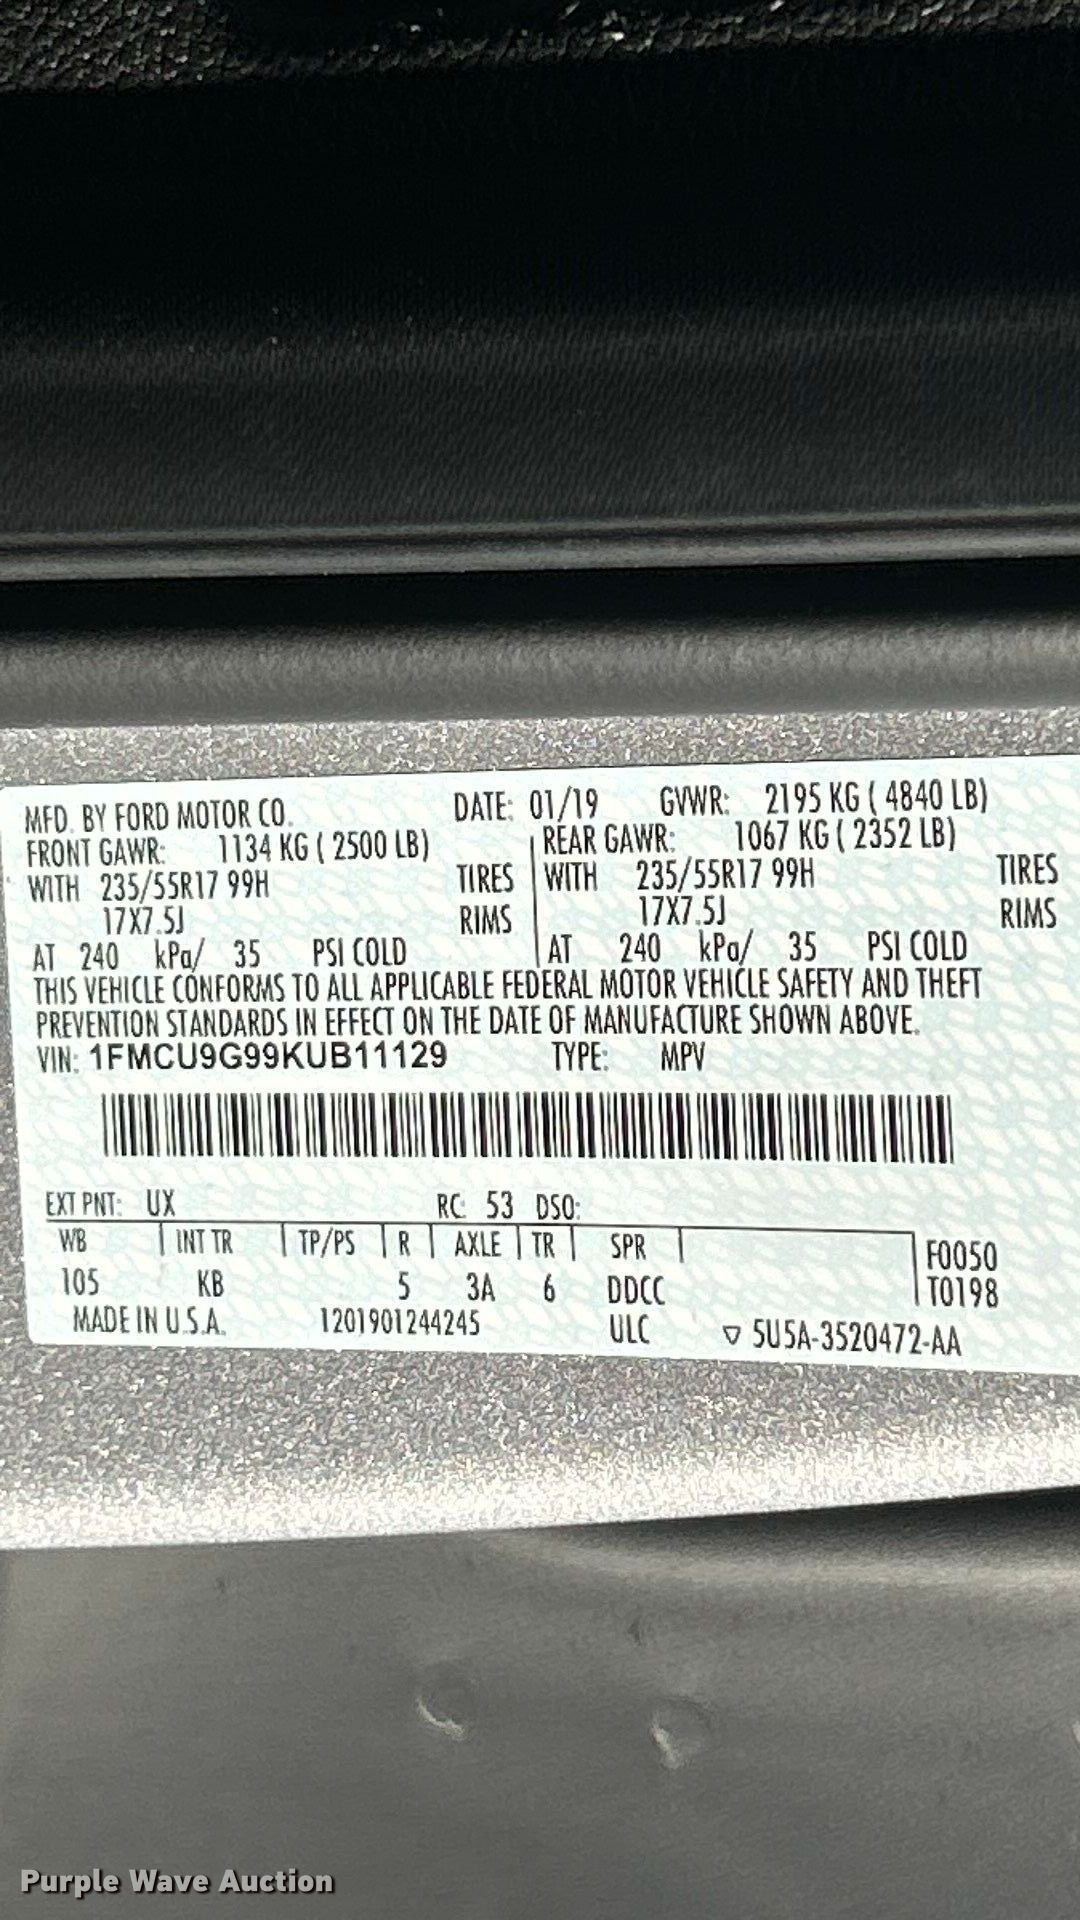 MFD. BY FORD MOTOR CO. DATE: 01/19 GVWR: 2195 KG ( 4840 LB)
FRONT GAWR: 1134 KG ( 2500 LB) REAR GAWR: 1067 KG ( 2352 LB)
WITH 235/55R17 99H TIRES WITH 235/55R17 99H TIRES
17X7.5J RIMS 17X7.5J RIMS
AT 240 kPa/ 35 PSI COLD AT 240 kPa/ 35 PSI COLD
THIS VEHICLE CONFORMS TO ALL APPLICABLE FEDERAL MOTOR VEHICLE SAFETY AND THEFT
PREVENTION STANDARDS IN EFFECT ON THE DATE OF MANUFACTURE SHOWN ABOVE.
VIN: 1FMCU9G99KUB11129 TYPE: MPV
EXT PNT: UX RC: 53 DSO:
WB INT TR TP/PS R AXLE TR SPR F0050
105 KB 5 3A 6 DDCC T0198
MADE IN U.S.A. 1201901244245 ULC ▽ 5U5A-3520472-AA
Purple Wave Auction